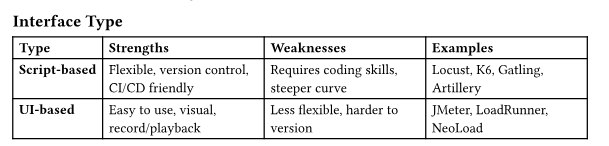 Interface Type
Type Strengths Weaknesses Examples
Script-based Flexible, version control, Requires coding skills, Locust, K6, Gatling,
CI/CD friendly steeper curve Artillery
UI-based Easy to use, visual, Less flexible, harder to JMeter, LoadRunner,
record/playback version NeoLoad